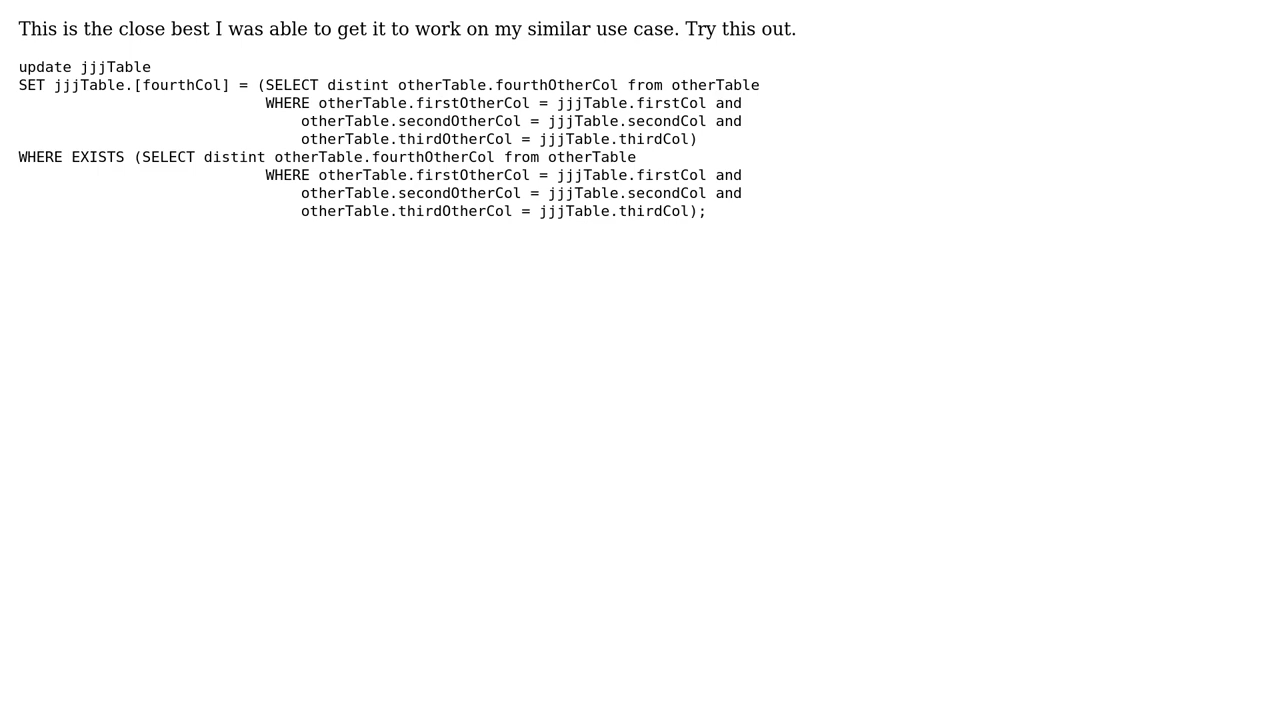 This is the close best I was able to get it to work on my similar use case. Try this out.
update jjjTable
SET jjjTable.[fourthCol] = (SELECT distint otherTable.fourthOtherCol from otherTable
                            WHERE otherTable.firstOtherCol = jjjTable.firstCol and
                                otherTable.secondOtherCol = jjjTable.secondCol and
                                otherTable.thirdOtherCol = jjjTable.thirdCol)
WHERE EXISTS (SELECT distint otherTable.fourthOtherCol from otherTable
                            WHERE otherTable.firstOtherCol = jjjTable.firstCol and
                                otherTable.secondOtherCol = jjjTable.secondCol and
                                otherTable.thirdOtherCol = jjjTable.thirdCol);